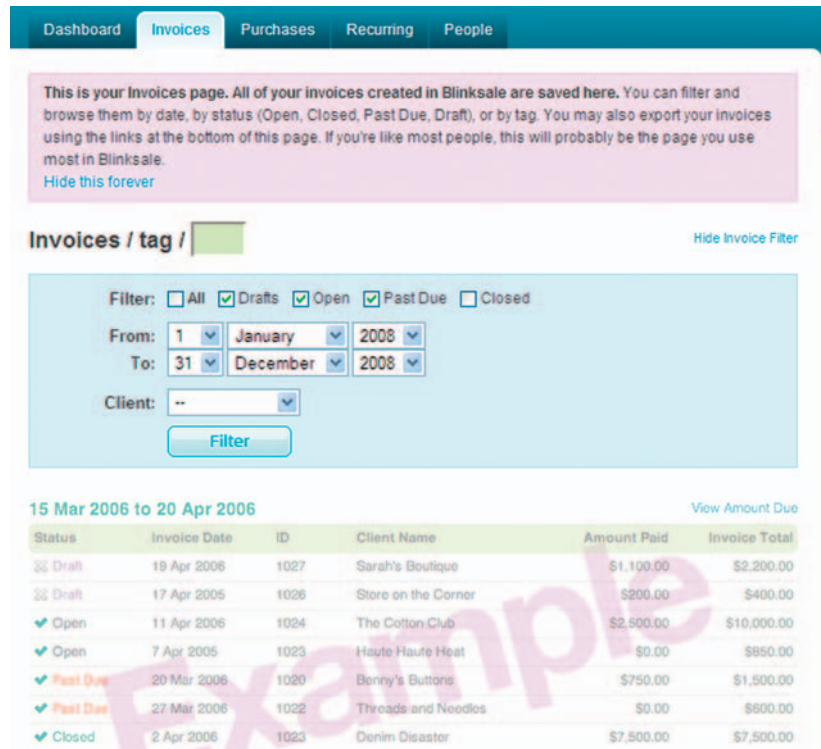 Dashboard Invoices Purchases Recurring People
This is your Invoices page. All of your invoices created in Blinksale are saved here. You can filter and
browse them by date, by status (Open, Closed, Past Due, Draft), or by tag. You may also export your invoices
using the links at the bottom of this page. If you're like most people, this will probably be the page you use
most in Blinksale.
Hide this forever
Invoices / tag /
Hide Invoice Filter
Filter: All Drafts Open Past Due Closed
From: 1 January 2008
To: 31 December 2008
Client: --
Filter
15 Mar 2006 to 20 Apr 2006 View Amount Due
Status Invoice Date ID Client Name Amount Paid Invoice Total
Draft 19 Apr 2006 1027 Sarah's Boutique $1,100.00 $2,200.00
Draft 17 Apr 2005 1026 Store on the Corner $200.00 $400.00
Open 11 Apr 2006 1024 The Cotton Club $2,500.00 $10,000.00
Open 7 Apr 2005 1023 Haute Haute Heat $0.00 $850.00
Past Due 20 Mar 2006 1020 Benny's Buttons $750.00 $1,500.00
Past Due 27 Mar 2006 1022 Threads and Needles $0.00 $600.00
Closed 2 Apr 2006 1023 Denim Disaster $7,500.00 $7,500.00
Example